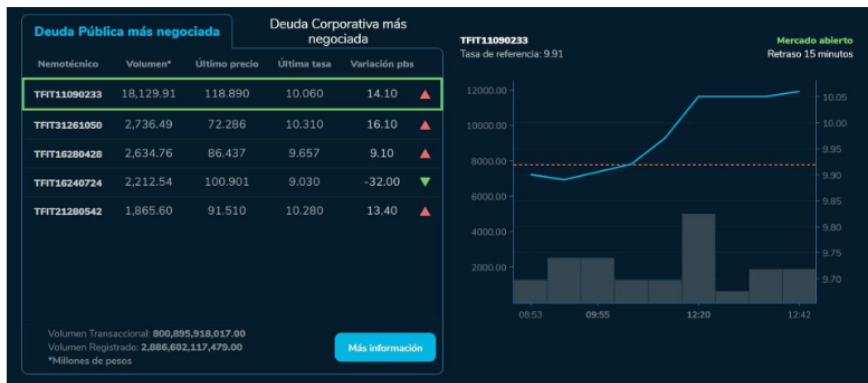 Deuda Pública más negociada
Deuda Corporativa más
negociada
Nemotécnico Volumen* Último precio Última tasa Variación pbs
TFIT11090233 18,129.91 118.890 10.060 14.10
TFIT31261050 2,736.49 72.286 10.310 16.10
TFIT16280428 2,634.76 86.437 9.657 9.10
TFIT16240724 2,212.54 100.901 9.030 -32.00
TFIT21280542 1,865.60 91.510 10.280 13.40
Volumen Transaccional: 800,895,918,017.00
Volumen Registrado: 2,886,602,117,479.00
*Millones de pesos
Más información
TFIT11090233
Tasa de referencia: 9.91
Mercado abierto
Retraso 15 minutos
12000.00
10000.00
8000.00
6000.00
4000.00
2000.00
10.05
10.00
9.95
9.90
9.85
9.80
9.75
9.70
08:53 09:55 12:20 12:42